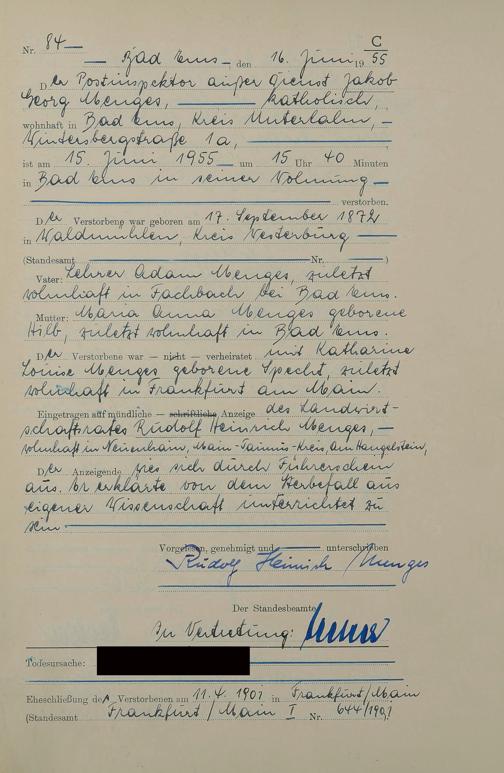 C
Nr. 84
Bad Ems, den 16. Juni 1955
Der Postinspektor außer Dienst Jakob
Georg Menges, katholisch,
wohnhaft in Bad Ems, Kreis Unterlahn,
Wintersbergstraße 1a,
ist am 15. Juni 1955 um 15 Uhr 40 Minuten
in Bad Ems in seiner Wohnung
verstorben.
Der Verstorbene war geboren am 17. September 1872
in Waldmühlen, Kreis Westerburg
(Standesamt Nr. )
Vater: Lehrer Adam Menges, zuletzt
wohnhaft in Fachbach bei Bad Ems.
Mutter: Maria Anna Menges geborene
Hilb, zuletzt wohnhaft in Bad Ems.
Der Verstorbene war — nicht — verheiratet mit Katharine
Louise Menges geborene Specht, zuletzt
wohnhaft in Frankfurt am Main.
Eingetragen auf mündliche — schriftliche Anzeige des Landwirt-
schaftsrates Rudolf Heinrich Menges,
wohnhaft in Neuenhain, Main-Taunus-Kreis, Am Hangelstein,
Der Anzeigende wies sich durch Führerschein
aus. Er erklärte von dem Sterbefall aus
eigener Wissenschaft unterrichtet zu
sein
Vorgelesen, genehmigt und unterschrieben
Rudolf Heinrich Menges
Der Standesbeamte
In Vertretung:
Todesursache:
Eheschließung des Verstorbenen am 11.4.1901 in Frankfurt/Main
(Standesamt Frankfurt/Main I Nr. 644/1901)